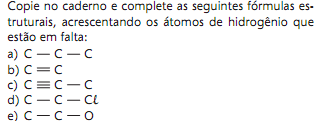 Copie no caderno e complete as seguintes fórmulas es-
truturais, acrescentando os átomos de hidrogênio que
estão em falta:
a) C — C — C
b) C = C
c) C ≡ C — C
d) C — C — Cℓ
e) C — C — O